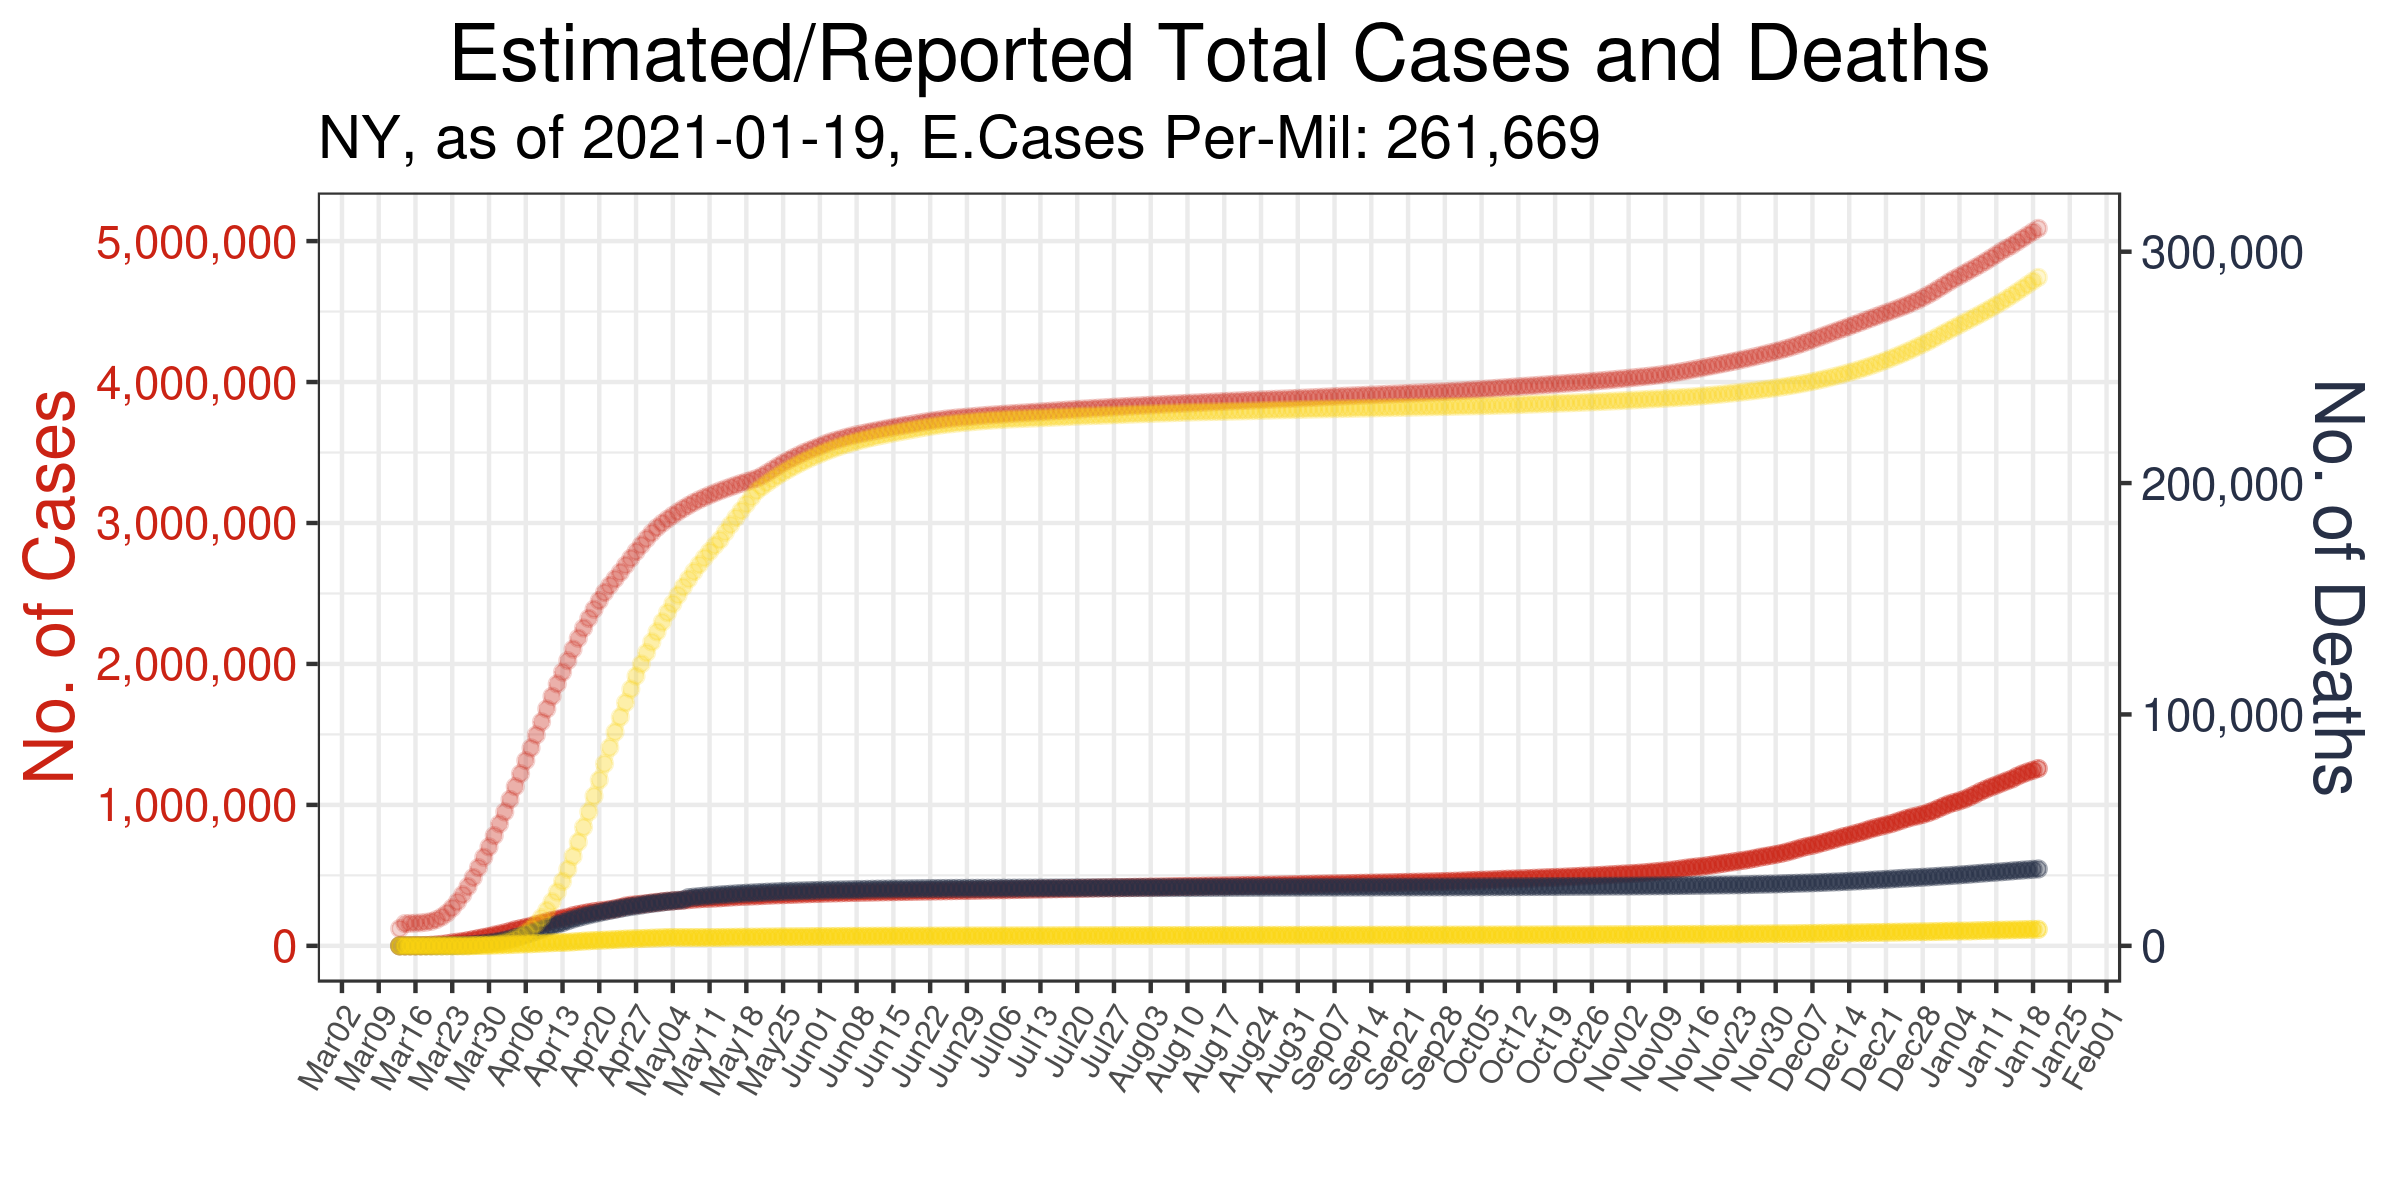 Estimated/Reported Total Cases and Deaths
NY, as of 2021-01-19, E.Cases Per-Mil: 261,669
No. of Cases
5,000,000
4,000,000
3,000,000
2,000,000
1,000,000
0
300,000
200,000
100,000
0
No. of Deaths
Mar02 Mar09 Mar16 Mar23 Mar30 Apr06 Apr13 Apr20 Apr27 May04 May11 May18 May25 Jun01 Jun08 Jun15 Jun22 Jun29 Jul06 Jul13 Jul20 Jul27 Aug03 Aug10 Aug17 Aug24 Aug31 Sep07 Sep14 Sep21 Sep28 Oct05 Oct12 Oct19 Oct26 Nov02 Nov09 Nov16 Nov23 Nov30 Dec07 Dec14 Dec21 Dec28 Jan04 Jan11 Jan18 Jan25 Feb01